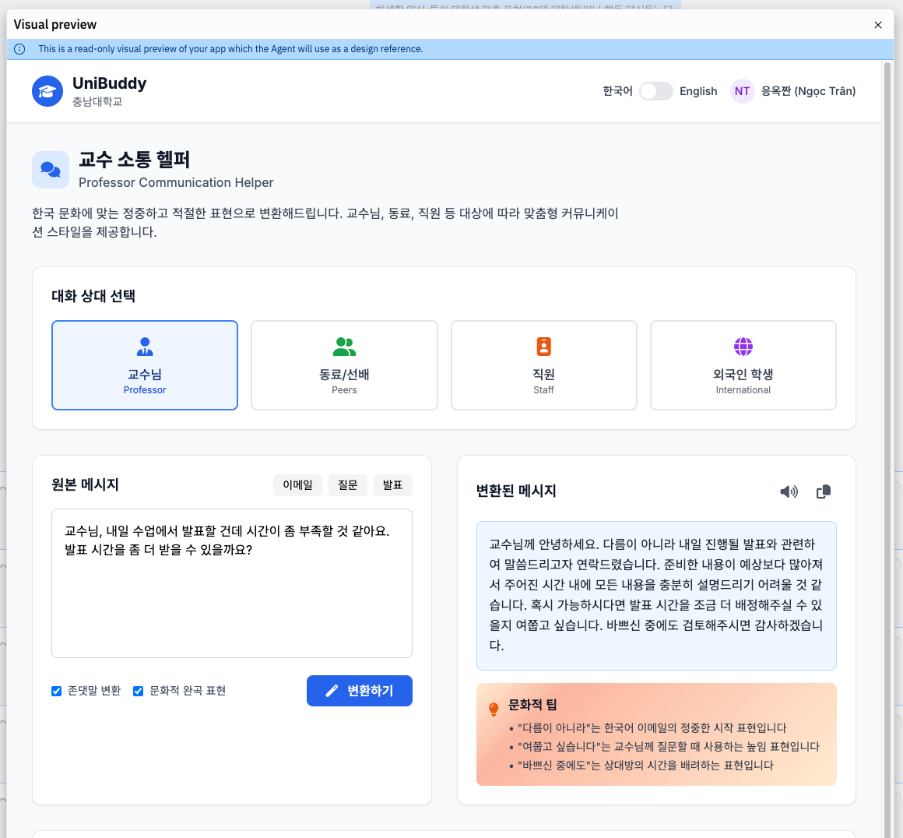 Visual preview
This is a read-only visual preview of your app which the Agent will use as a design reference.
UniBuddy
충남대학교
한국어
English
NT
응옥짠 (Ngọc Trân)
교수 소통 헬퍼
Professor Communication Helper
한국 문화에 맞는 정중하고 적절한 표현으로 변환해드립니다. 교수님, 동료, 직원 등 대상에 따라 맞춤형 커뮤니케이
션 스타일을 제공합니다.
대화 상대 선택
교수님
Professor
동료/선배
Peers
직원
Staff
외국인 학생
International
원본 메시지
이메일
질문
발표
교수님, 내일 수업에서 발표할 건데 시간이 좀 부족할 것 같아요.
발표 시간을 좀 더 받을 수 있을까요?
존댓말 변환
문화적 완곡 표현
변환하기
변환된 메시지
교수님께 안녕하세요. 다름이 아니라 내일 진행될 발표와 관련하
여 말씀드리고자 연락드렸습니다. 준비한 내용이 예상보다 많아져
서 주어진 시간 내에 모든 내용을 충분히 설명드리기 어려울 것 같
습니다. 혹시 가능하시다면 발표 시간을 조금 더 배정해주실 수 있
을지 여쭙고 싶습니다. 바쁘신 중에도 검토해주시면 감사하겠습니
다.
문화적 팁
• "다름이 아니라"는 한국어 이메일의 정중한 시작 표현입니다
• "여쭙고 싶습니다"는 교수님께 질문할 때 사용하는 높임 표현입니다
• "바쁘신 중에도"는 상대방의 시간을 배려하는 표현입니다